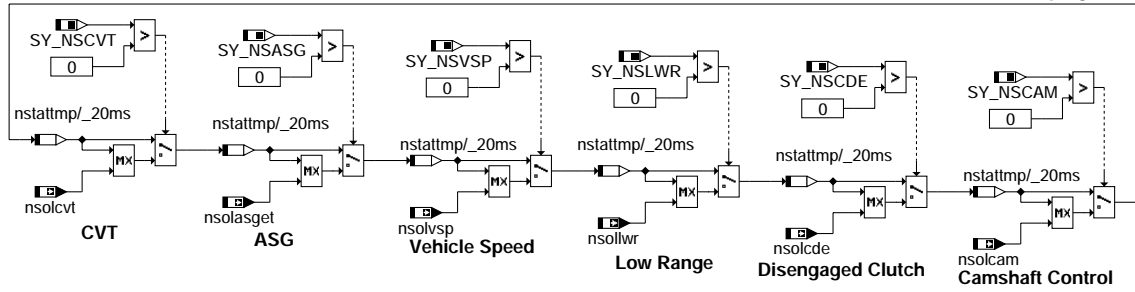 SY_NSCVT
>
0
nstattmp/_20ms
MX
nsolcvt
CVT
SY_NSASG
>
0
nstattmp/_20ms
MX
nsolasget
ASG
SY_NSVSP
>
0
nstattmp/_20ms
MX
nsolvsp
Vehicle Speed
SY_NSLWR
>
0
nstattmp/_20ms
MX
nsollwr
Low Range
SY_NSCDE
>
0
nstattmp/_20ms
MX
nsolcde
Disengaged Clutch
SY_NSCAM
>
0
nstattmp/_20ms
MX
nsolcam
Camshaft Control